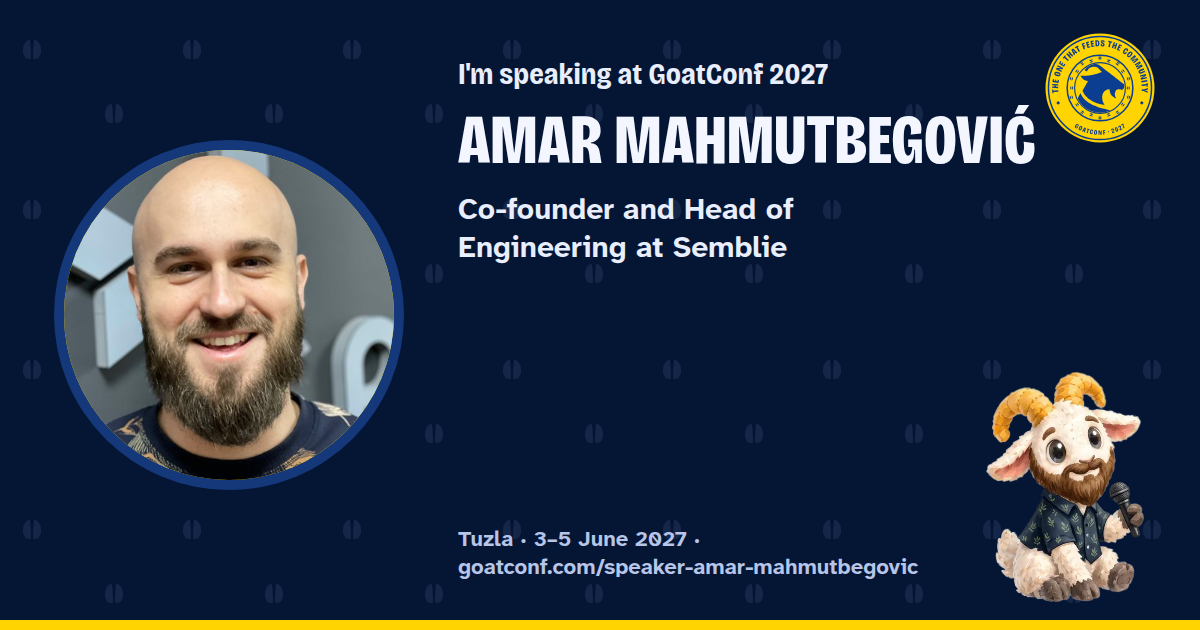 I'm speaking at GoatConf 2027
AMAR MAHMUTBEGOVIĆ
Co-founder and Head of
Engineering at Semblie
Tuzla · 3–5 June 2027 ·
goatconf.com/speaker-amar-mahmutbegovic
THE ONE THAT FEEDS THE COMMUNITY
GOATCONF · 2027